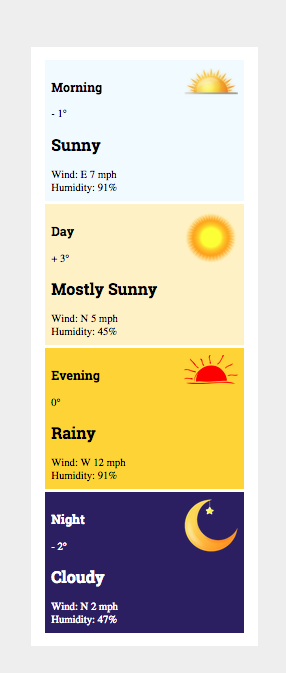 Morning
- 1°
Sunny
Wind: E 7 mph
Humidity: 91%
Day
+ 3°
Mostly Sunny
Wind: N 5 mph
Humidity: 45%
Evening
0°
Rainy
Wind: W 12 mph
Humidity: 91%
Night
- 2°
Cloudy
Wind: N 2 mph
Humidity: 47%